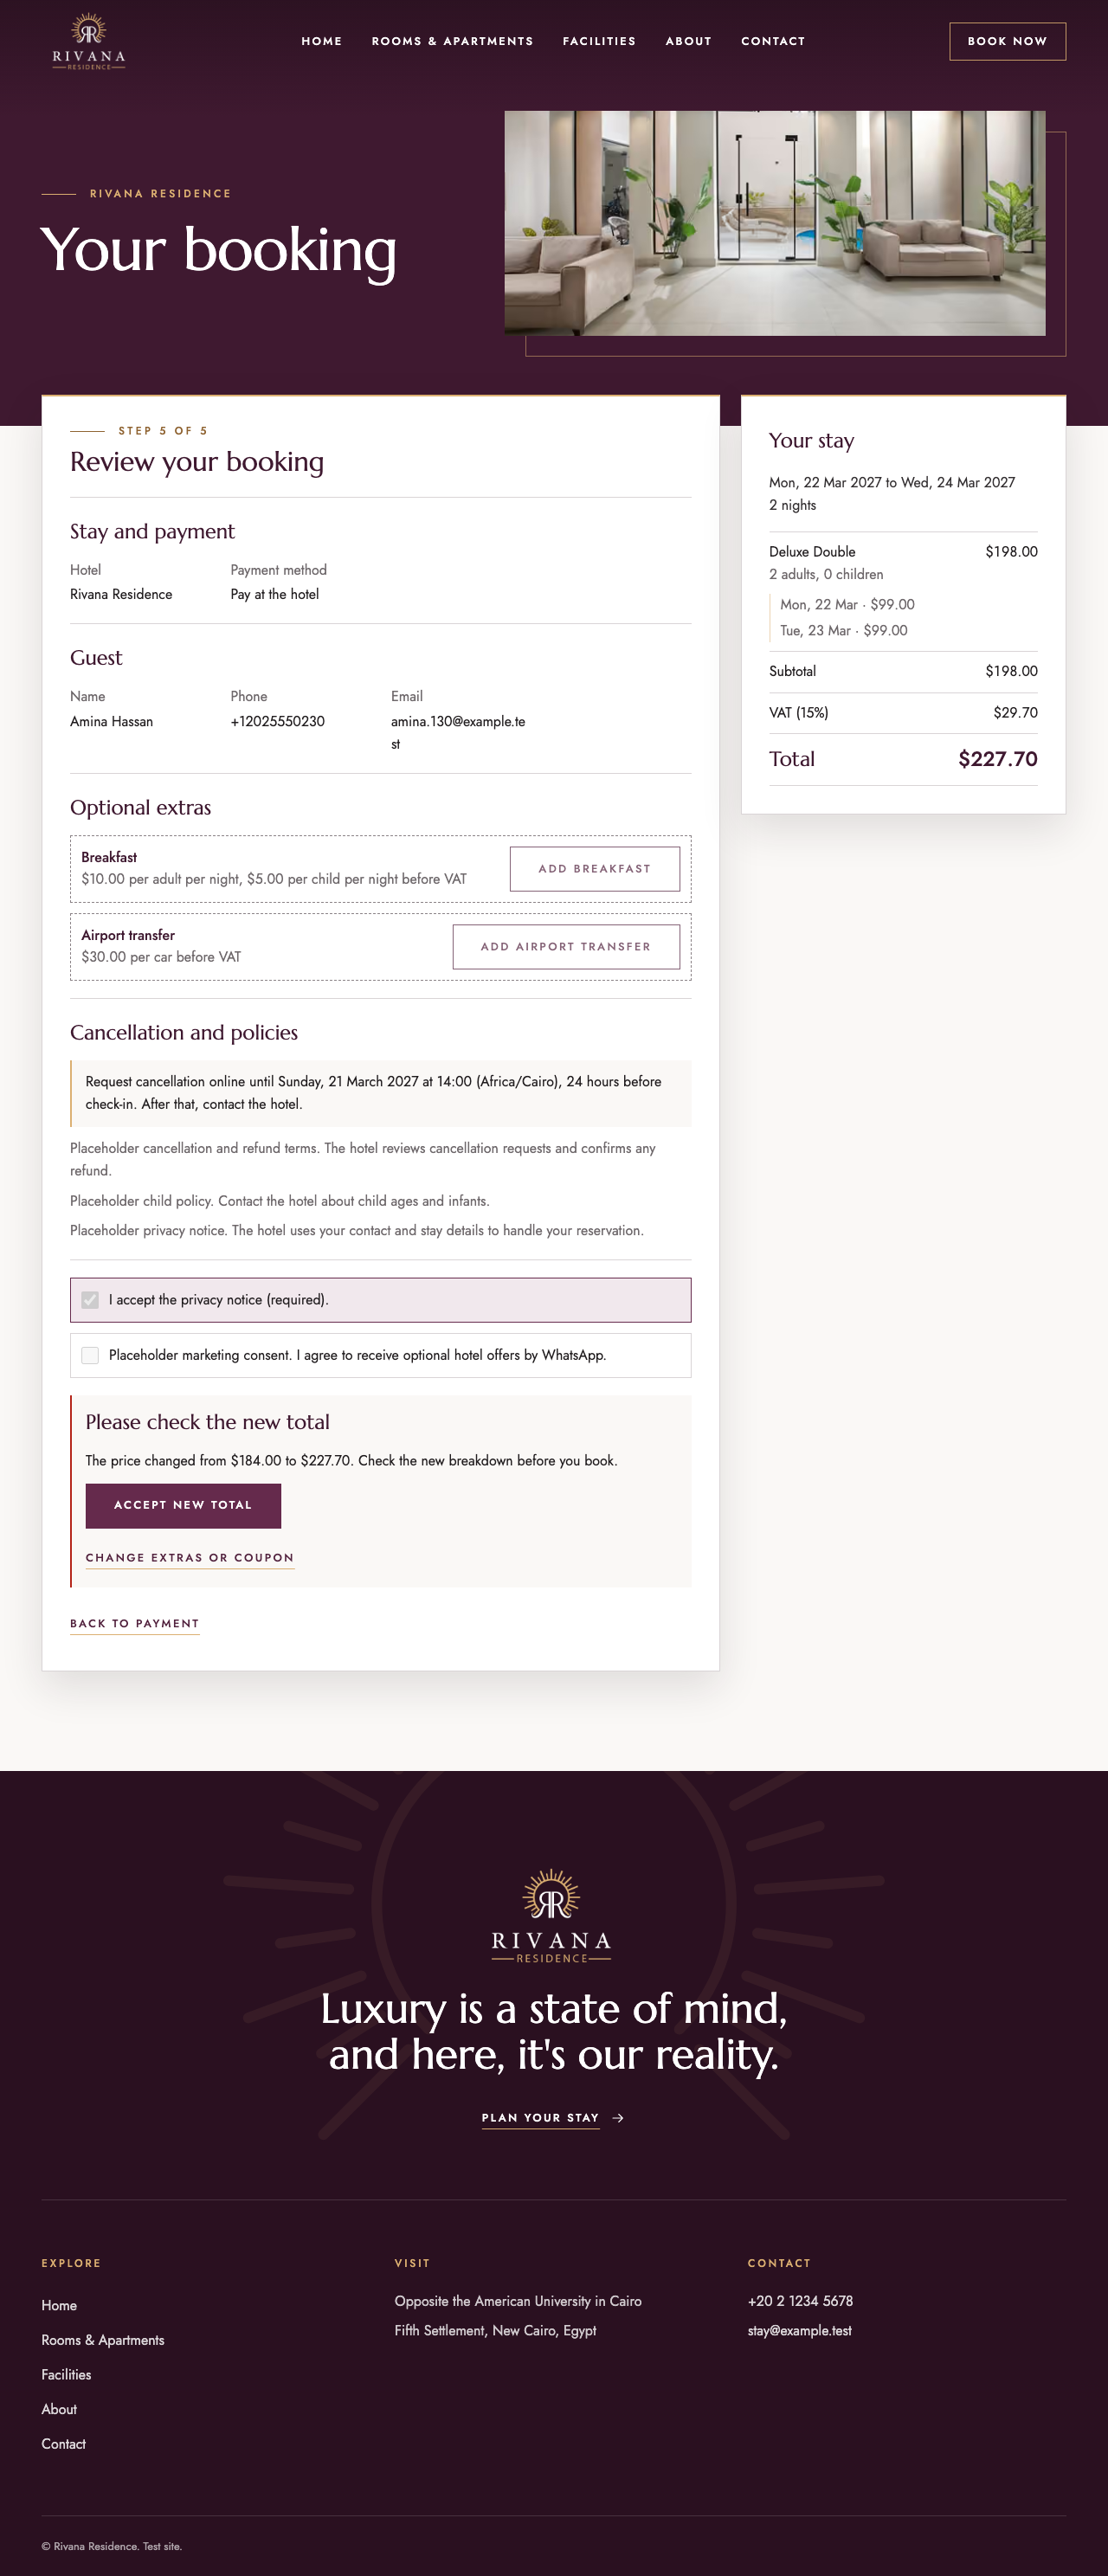 RIVANA
RESIDENCE
HOME
ROOMS & APARTMENTS
FACILITIES
ABOUT
CONTACT
BOOK NOW
RIVANA RESIDENCE
Your booking
STEP 5 OF 5
Review your booking
Stay and payment
Hotel
Rivana Residence
Payment method
Pay at the hotel
Guest
Name
Amina Hassan
Phone
+12025550230
Email
amina.130@example.te
st
Optional extras
Breakfast
$10.00 per adult per night, $5.00 per child per night before VAT
ADD BREAKFAST
Airport transfer
$30.00 per car before VAT
ADD AIRPORT TRANSFER
Cancellation and policies
Request cancellation online until Sunday, 21 March 2027 at 14:00 (Africa/Cairo), 24 hours before
check-in. After that, contact the hotel.
Placeholder cancellation and refund terms. The hotel reviews cancellation requests and confirms any
refund.
Placeholder child policy. Contact the hotel about child ages and infants.
Placeholder privacy notice. The hotel uses your contact and stay details to handle your reservation.
I accept the privacy notice (required).
Placeholder marketing consent. I agree to receive optional hotel offers by WhatsApp.
Please check the new total
The price changed from $184.00 to $227.70. Check the new breakdown before you book.
ACCEPT NEW TOTAL
CHANGE EXTRAS OR COUPON
BACK TO PAYMENT
Your stay
Mon, 22 Mar 2027 to Wed, 24 Mar 2027
2 nights
Deluxe Double $198.00
2 adults, 0 children
Mon, 22 Mar · $99.00
Tue, 23 Mar · $99.00
Subtotal $198.00
VAT (15%) $29.70
Total $227.70
RIVANA
RESIDENCE
Luxury is a state of mind,
and here, it's our reality.
PLAN YOUR STAY →
EXPLORE
Home
Rooms & Apartments
Facilities
About
Contact
VISIT
Opposite the American University in Cairo
Fifth Settlement, New Cairo, Egypt
CONTACT
+20 2 1234 5678
stay@example.test
© Rivana Residence. Test site.